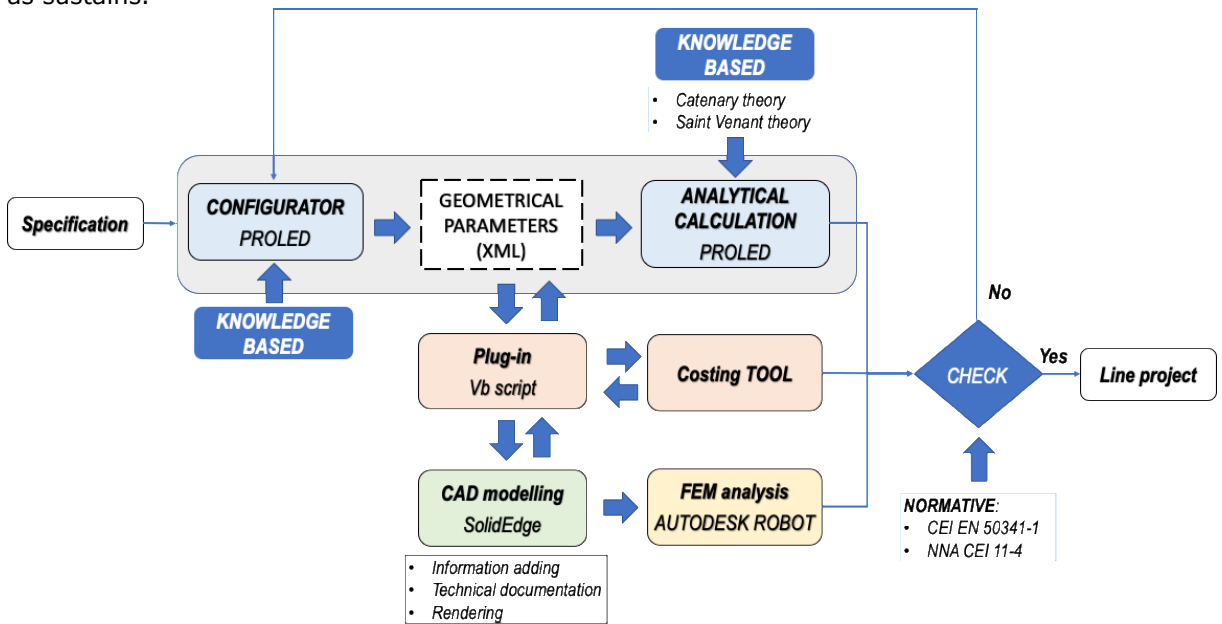 as sustains.
KNOWLEDGE
BASED
• Catenary theory
• Saint Venant theory
Specification
CONFIGURATOR
PROLED
GEOMETRICAL
PARAMETERS
(XML)
ANALYTICAL
CALCULATION
PROLED
KNOWLEDGE
BASED
No
Plug-in
Vb script
Costing TOOL
CHECK
Yes
Line project
CAD modelling
SolidEdge
FEM analysis
AUTODESK ROBOT
NORMATIVE:
• CEI EN 50341-1
• NNA CEI 11-4
• Information adding
• Technical documentation
• Rendering